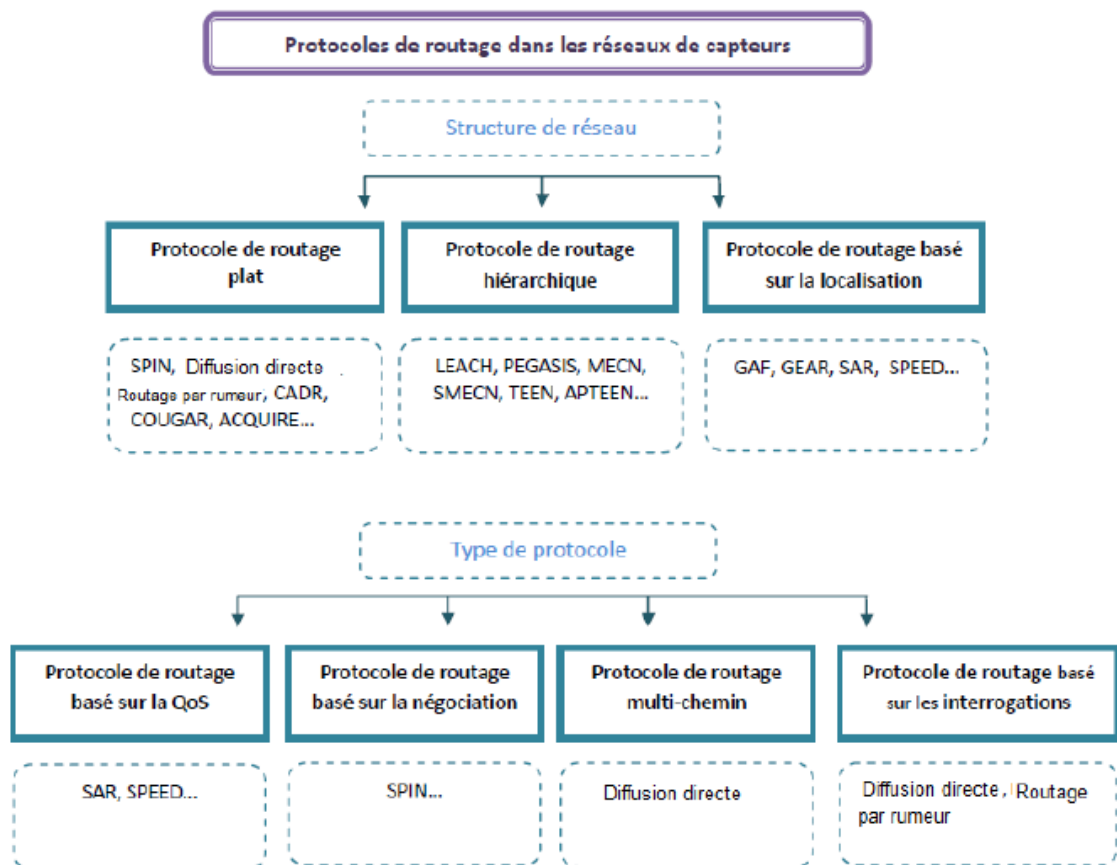 Protocoles de routage dans les réseaux de capteurs
Structure de réseau
Protocole de routage
plat
Protocole de routage
hiérarchique
Protocole de routage basé
sur la localisation
SPIN, Diffusion directe .
Routage par rumeur, CADR,
COUGAR, ACQUIRE...
LEACH, PEGASIS, MECN,
SMECN, TEEN, APTEEN...
GAF, GEAR, SAR, SPEED...
Type de protocole
Protocole de routage
basé sur la QoS
Protocole de routage
basé sur la négociation
Protocole de routage
multi-chemin
Protocole de routage basé
sur les interrogations
SAR, SPEED...
SPIN...
Diffusion directe
Diffusion directe, Routage
par rumeur